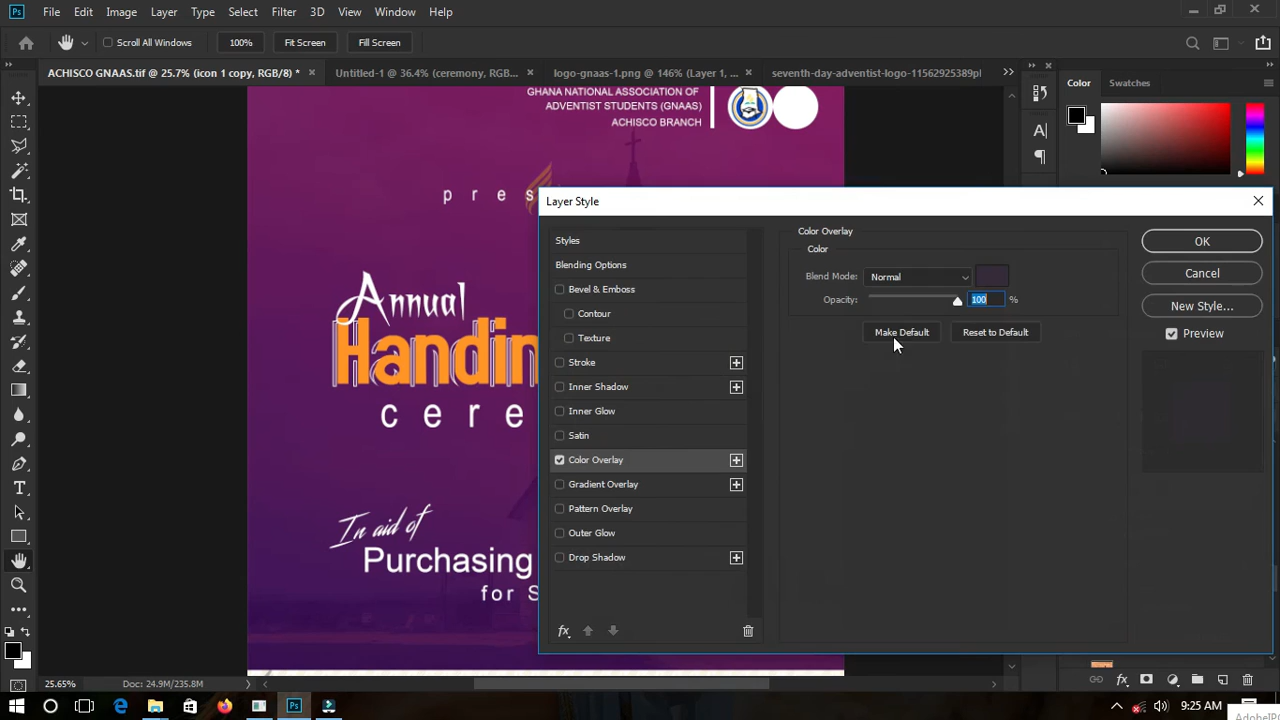 Ps File Edit Image Layer Type Select Filter 3D View Window Help
Scroll All Windows 100% Fit Screen Fill Screen
ACHISCO GNAAS.tif @ 25.7% (icon 1 copy, RGB/8) * × Untitled-1 @ 36.4% (ceremony, RGB... × logo-gnaas-1.png @ 146% (Layer 1, ... × seventh-day-adventist-logo-11562925389pl
Color Swatches
GHANA NATIONAL ASSOCIATION OF
ADVENTIST STUDENTS (GNAAS)
ACHISCO BRANCH
p r e s
Annual
Handin
c e r e
In aid of
Purchasing
for S
Layer Style
Styles
Blending Options
Bevel & Emboss
Contour
Texture
Stroke
Inner Shadow
Inner Glow
Satin
Color Overlay
Gradient Overlay
Pattern Overlay
Outer Glow
Drop Shadow
fx
Color Overlay
Color
Blend Mode: Normal
Opacity: 100 %
Make Default Reset to Default
OK
Cancel
New Style...
Preview
25.65% Doc: 24.9M/235.8M
fx
Ps 9:25 AM